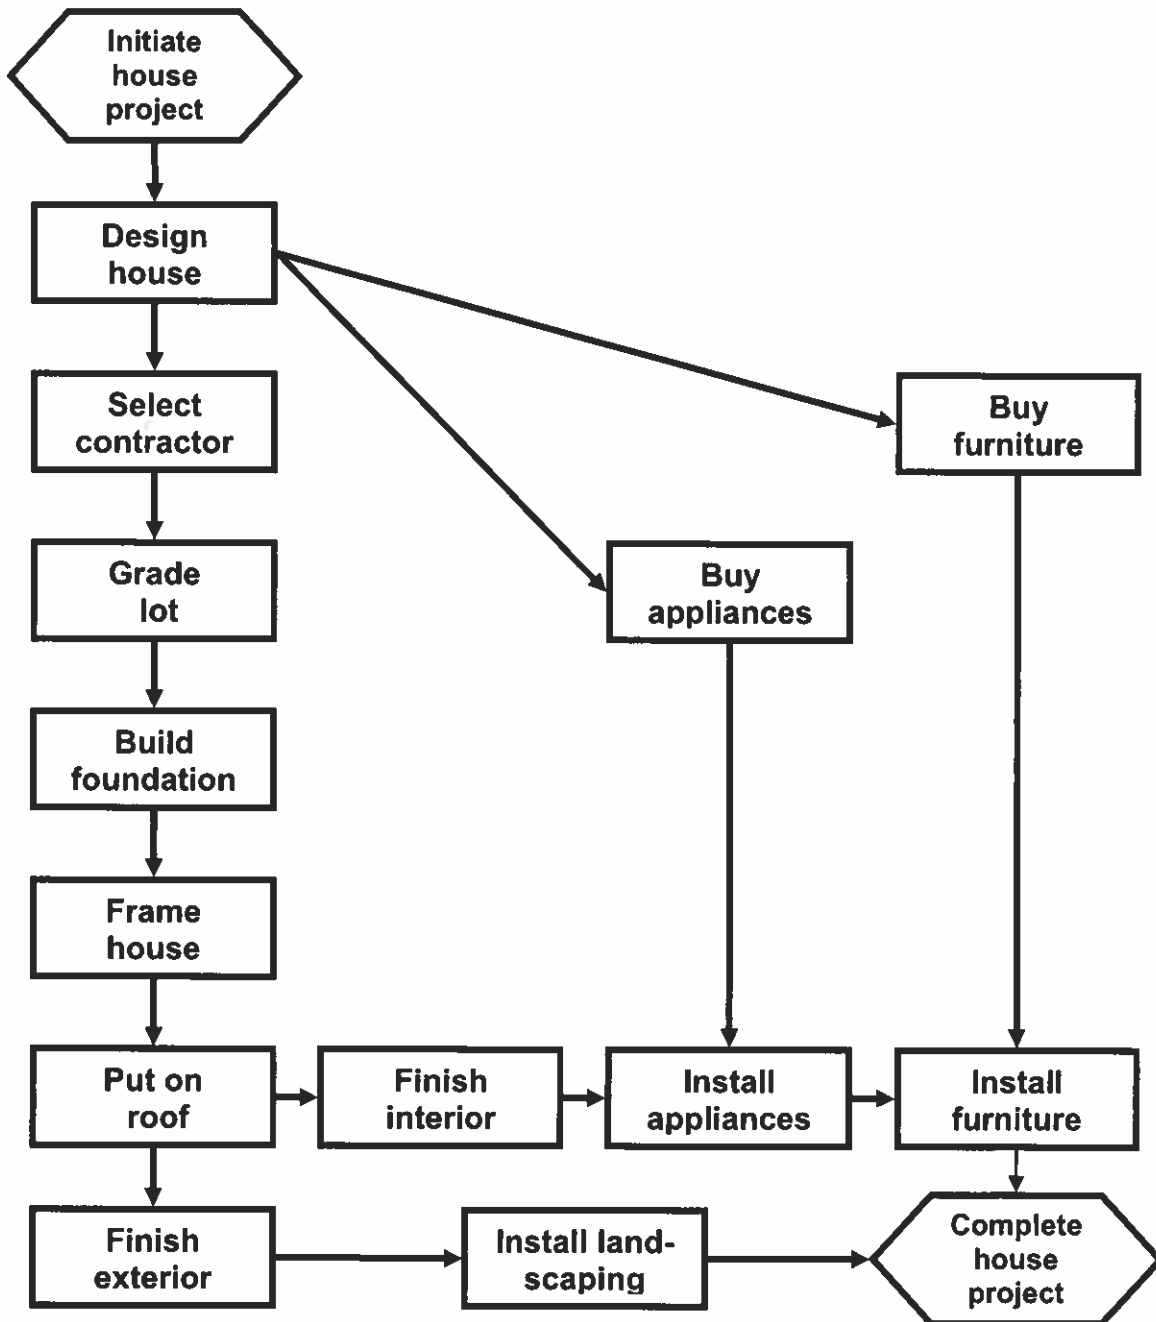 Initiate
house
project
Design
house
Select
contractor
Buy
furniture
Grade
lot
Buy
appliances
Build
foundation
Frame
house
Put on
roof
Finish
interior
Install
appliances
Install
furniture
Finish
exterior
Install land-
scaping
Complete
house
project